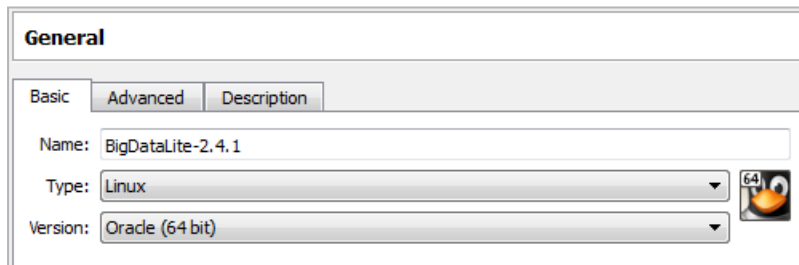 General
Basic Advanced Description
Name: BigDataLite-2.4.1
Type: Linux
64
Version: Oracle (64 bit)